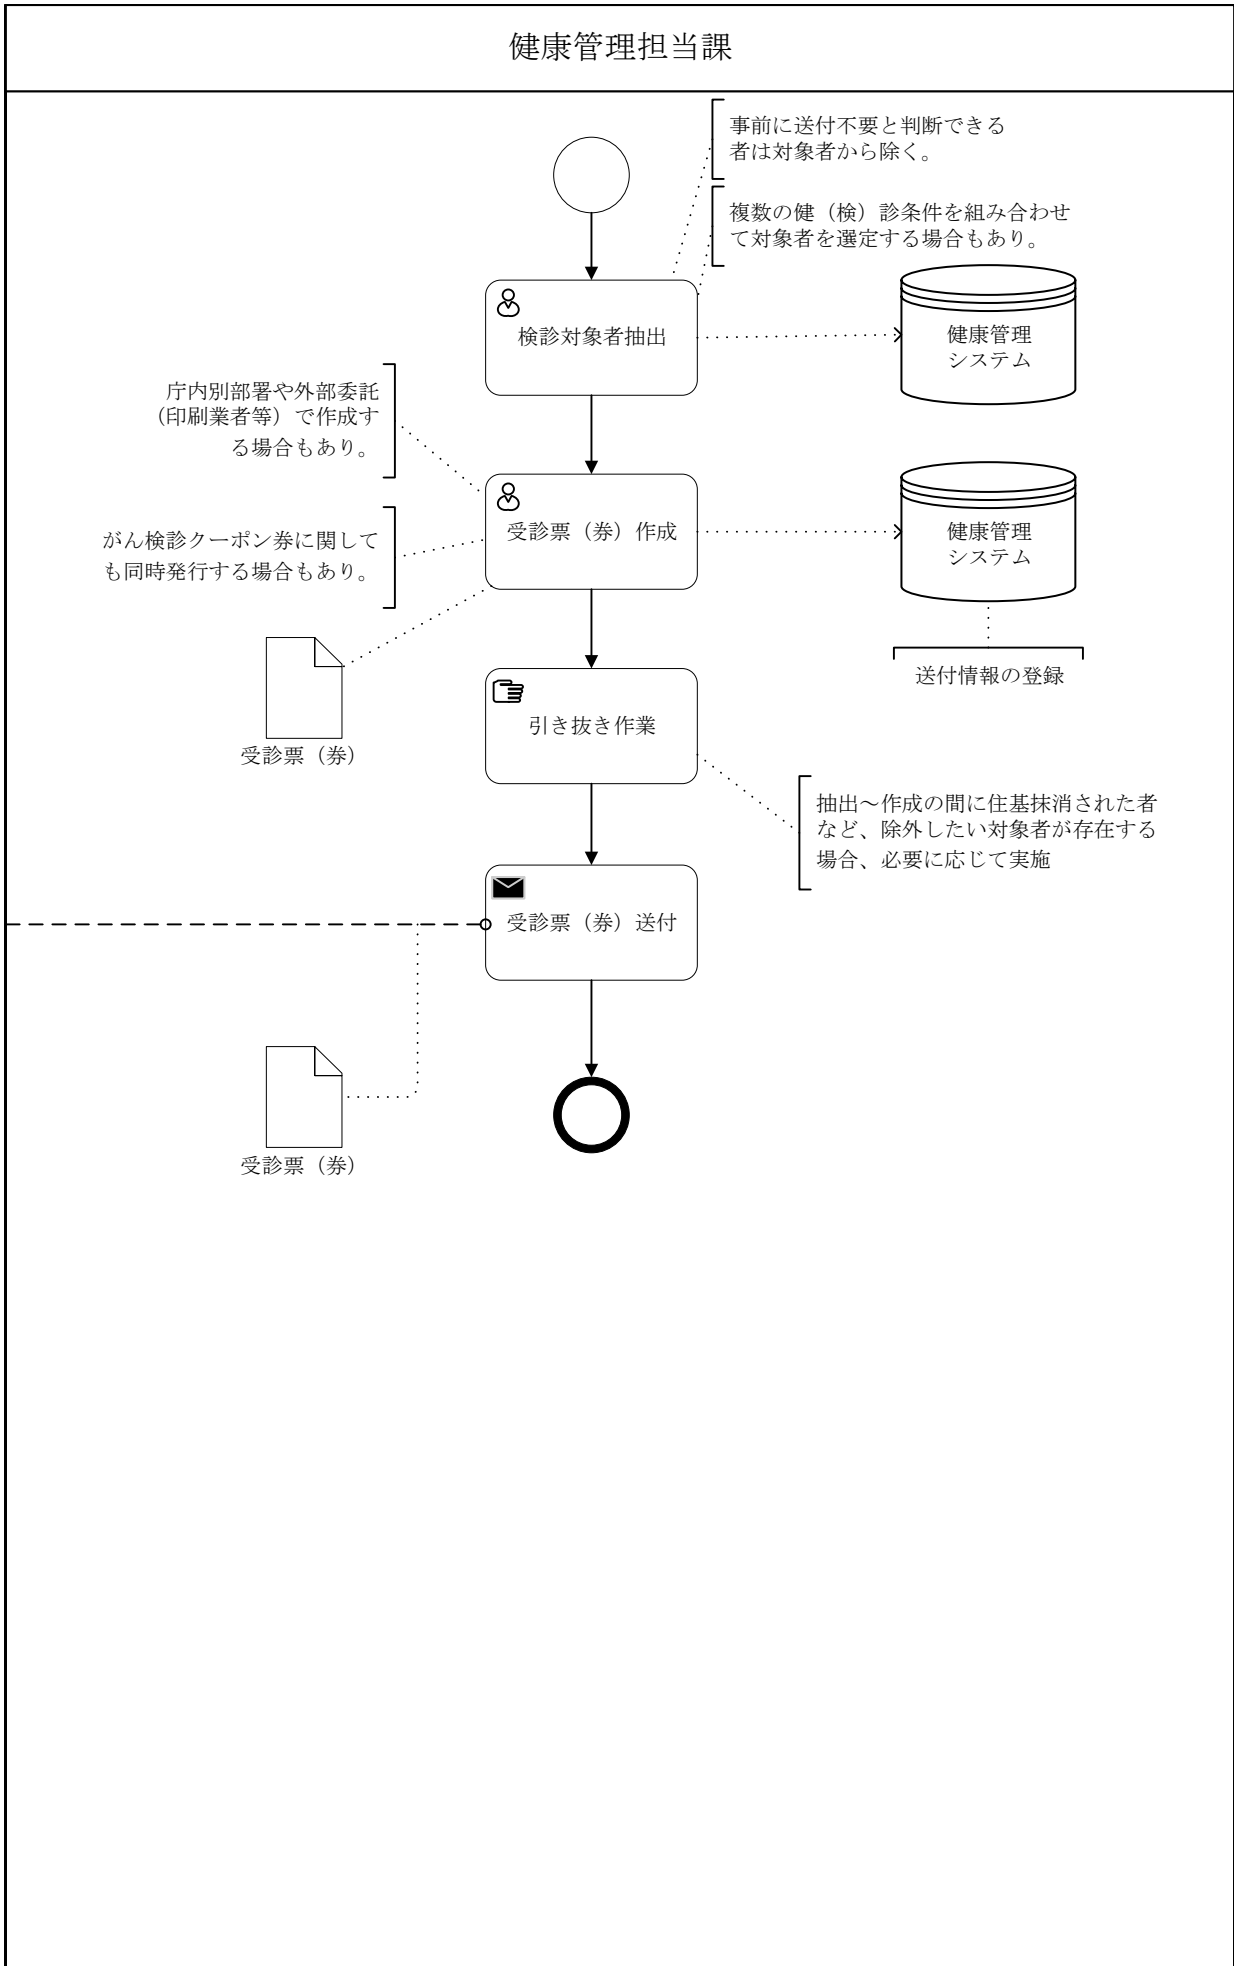 健康管理担当課
事前に送付不要と判断できる
者は対象者から除く。
複数の健（検）診条件を組み合わせ
て対象者を選定する場合もあり。
検診対象者抽出
健康管理
システム
庁内別部署や外部委託
（印刷業者等）で作成す
る場合もあり。
受診票（券）作成
健康管理
システム
がん検診クーポン券に関して
も同時発行する場合もあり。
送付情報の登録
受診票（券）
引き抜き作業
抽出～作成の間に住基抹消された者
など、除外したい対象者が存在する
場合、必要に応じて実施
受診票（券）送付
受診票（券）